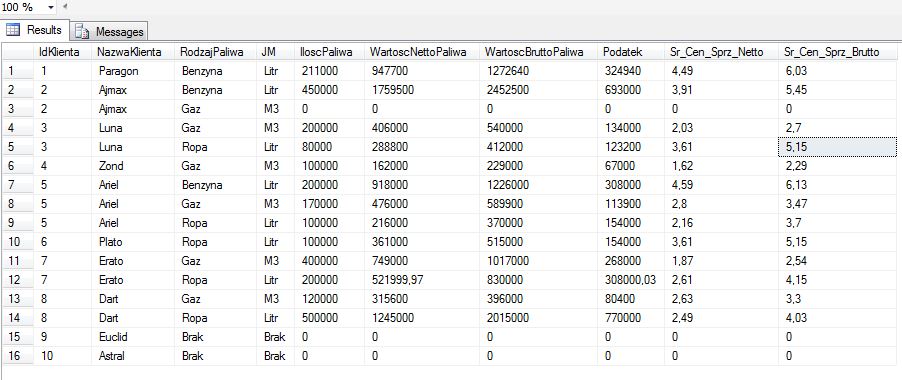 100 %
Results Messages
IdKlienta NazwaKlienta RodzajPaliwa JM IloscPaliwa WartoscNettoPaliwa WartoscBruttoPaliwa Podatek Sr_Cen_Sprz_Netto Sr_Cen_Sprz_Brutto
1 1 Paragon Benzyna Litr 211000 947700 1272640 324940 4,49 6,03
2 2 Ajmax Benzyna Litr 450000 1759500 2452500 693000 3,91 5,45
3 2 Ajmax Gaz M3 0 0 0 0 0 0
4 3 Luna Gaz M3 200000 406000 540000 134000 2,03 2,7
5 3 Luna Ropa Litr 80000 288800 412000 123200 3,61 5,15
6 4 Zond Gaz M3 100000 162000 229000 67000 1,62 2,29
7 5 Ariel Benzyna Litr 200000 918000 1226000 308000 4,59 6,13
8 5 Ariel Gaz M3 170000 476000 589900 113900 2,8 3,47
9 5 Ariel Ropa Litr 100000 216000 370000 154000 2,16 3,7
10 6 Plato Ropa Litr 100000 361000 515000 154000 3,61 5,15
11 7 Erato Gaz M3 400000 749000 1017000 268000 1,87 2,54
12 7 Erato Ropa Litr 200000 521999,97 830000 308000,03 2,61 4,15
13 8 Dart Gaz M3 120000 315600 396000 80400 2,63 3,3
14 8 Dart Ropa Litr 500000 1245000 2015000 770000 2,49 4,03
15 9 Euclid Brak Brak 0 0 0 0 0 0
16 10 Astral Brak Brak 0 0 0 0 0 0